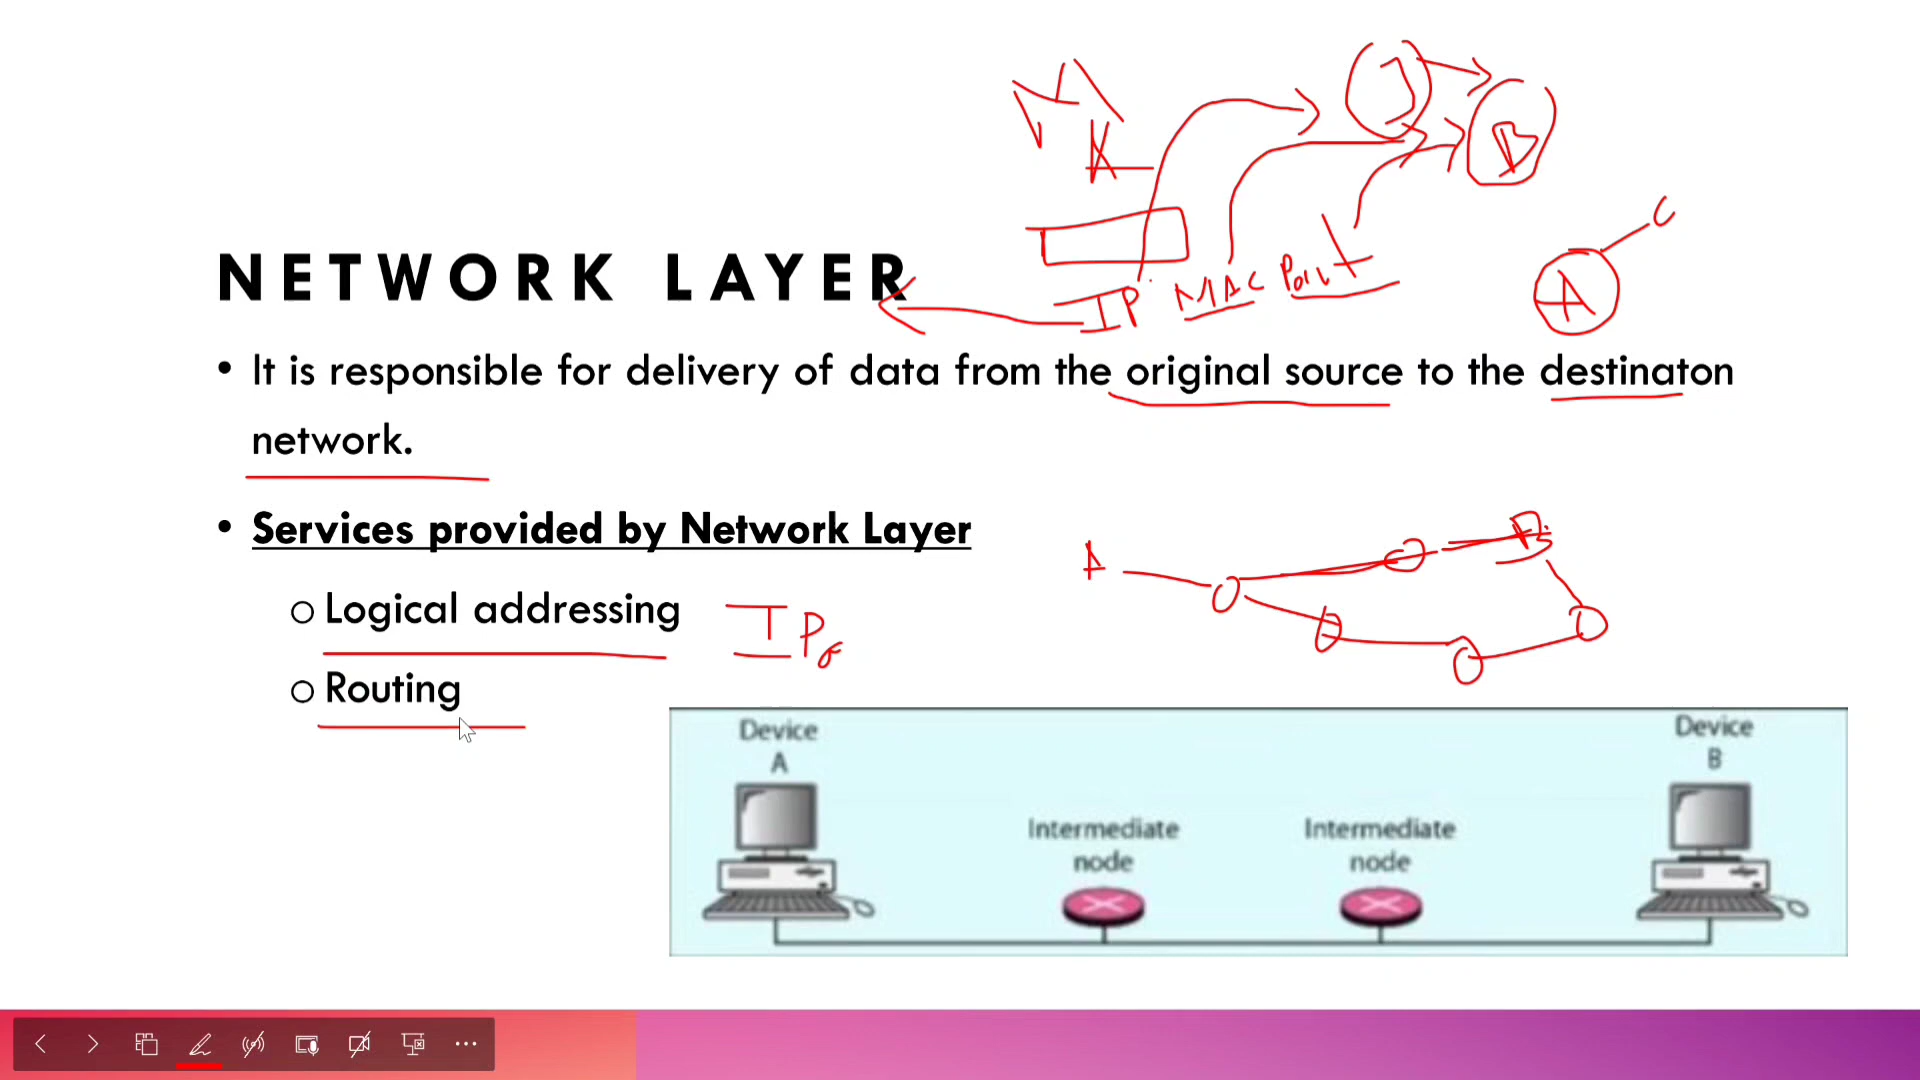 D
C
A
IP MAC Port
NETWORK LAYER
• It is responsible for delivery of data from the original source to the destinaton
network.
• Services provided by Network Layer
A
B
o Logical addressing IP
o Routing
Device
A
Device
B
Intermediate
node
Intermediate
node